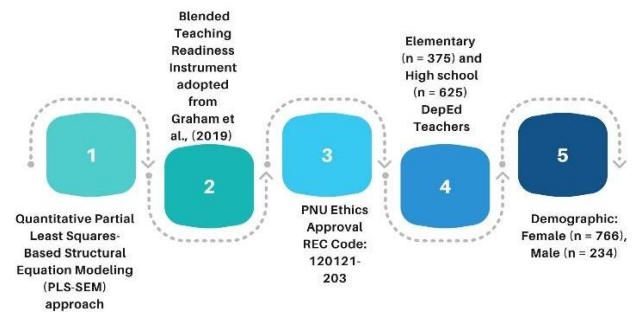 1
Quantitative Partial
Least Squares-
Based Structural
Equation Modeling
(PLS-SEM)
approach
Blended
Teaching
Readiness
Instrument
adopted
from
Graham et
al., (2019)
2
3
PNU Ethics
Approval
REC Code:
120121-
203
Elementary
(n = 375) and
High school
(n = 625)
DepEd
Teachers
4
5
Demographic:
Female (n = 766),
Male (n = 234)